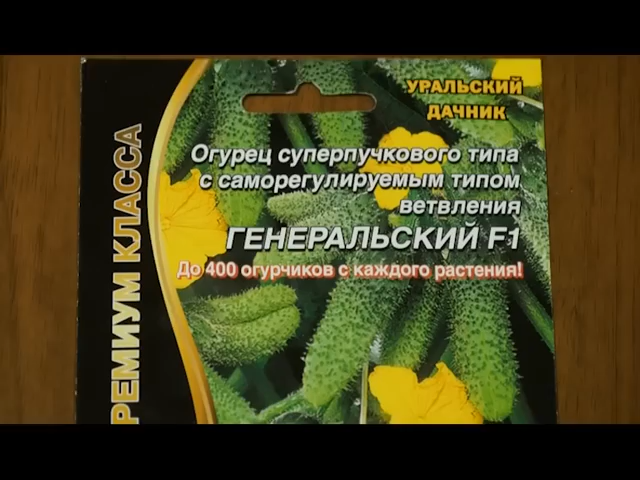 УРАЛЬСКИЙ
ДАЧНИК
Огурец суперпучкового типа
с саморегулируемым типом
ветвления
ГЕНЕРАЛЬСКИЙ F1
До 400 огурчиков с каждого растения!
РЕМИУМ КЛАССА